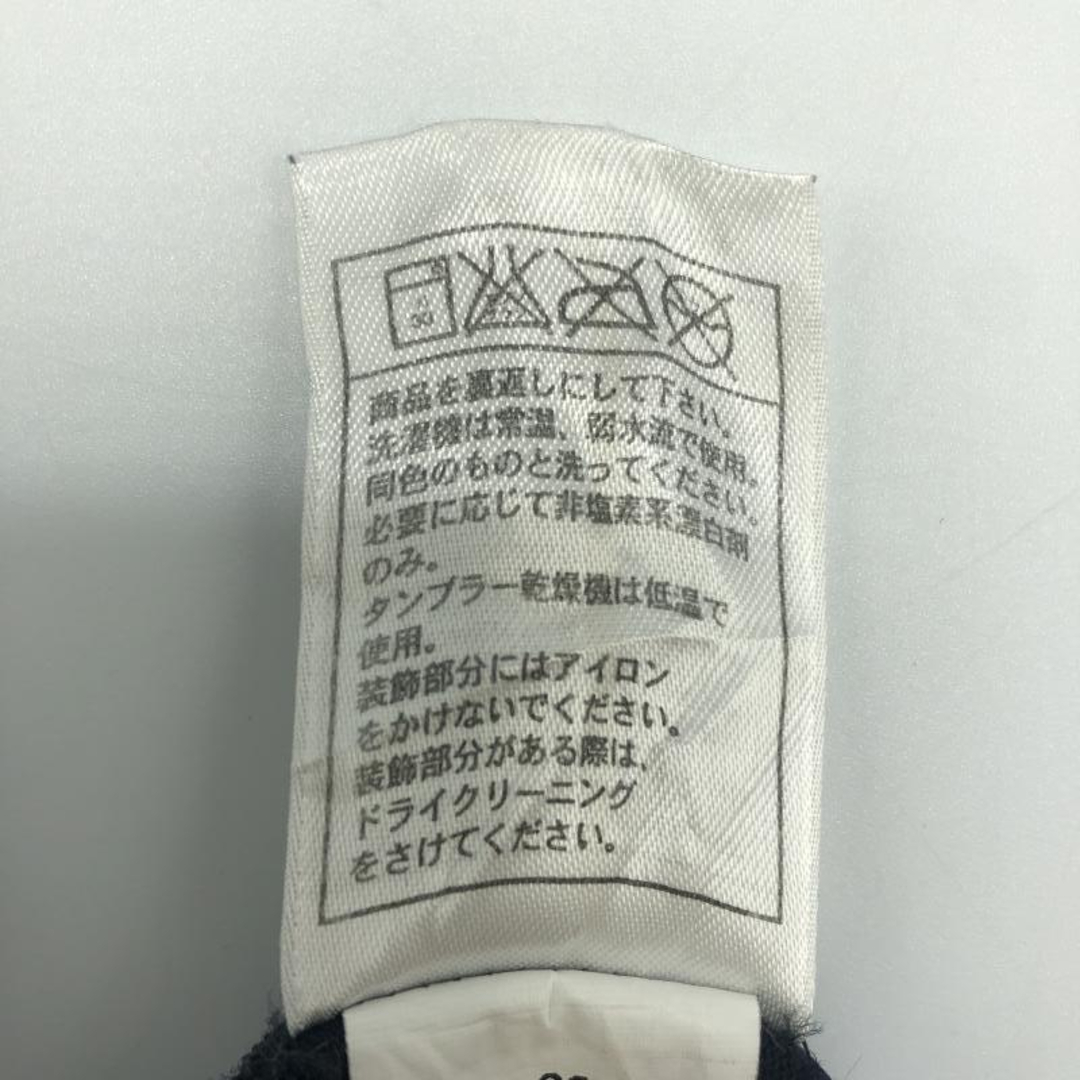 30
エンソ
商品を裏返しにして下さい。
洗濯機は常温、弱水流で使用。
同色のものと洗ってください。
必要に応じて非塩素系漂白剤
のみ。
タンブラー乾燥機は低温で
使用。
装飾部分にはアイロン
をかけないでください。
装飾部分がある際は、
ドライクリーニング
をさけてください。